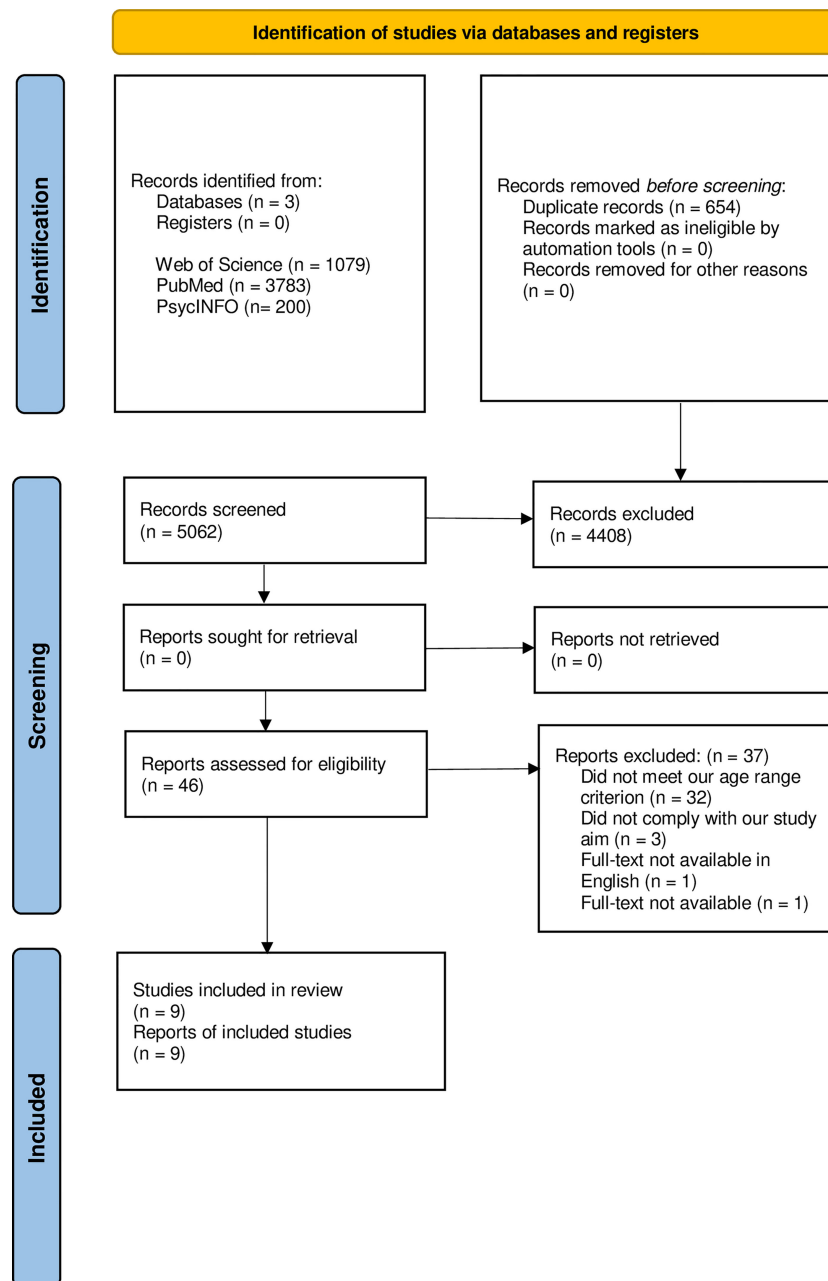 Identification of studies via databases and registers
Identification
Records identified from:
Databases (n = 3)
Registers (n = 0)
Web of Science (n = 1079)
PubMed (n = 3783)
PsycINFO (n= 200)
Records removed before screening:
Duplicate records (n = 654)
Records marked as ineligible by
automation tools (n = 0)
Records removed for other reasons
(n = 0)
Screening
Records screened
(n = 5062)
Records excluded
(n = 4408)
Reports sought for retrieval
(n = 0)
Reports not retrieved
(n = 0)
Reports assessed for eligibility
(n = 46)
Reports excluded: (n = 37)
Did not meet our age range
criterion (n = 32)
Did not comply with our study
aim (n = 3)
Full-text not available in
English (n = 1)
Full-text not available (n = 1)
Included
Studies included in review
(n = 9)
Reports of included studies
(n = 9)